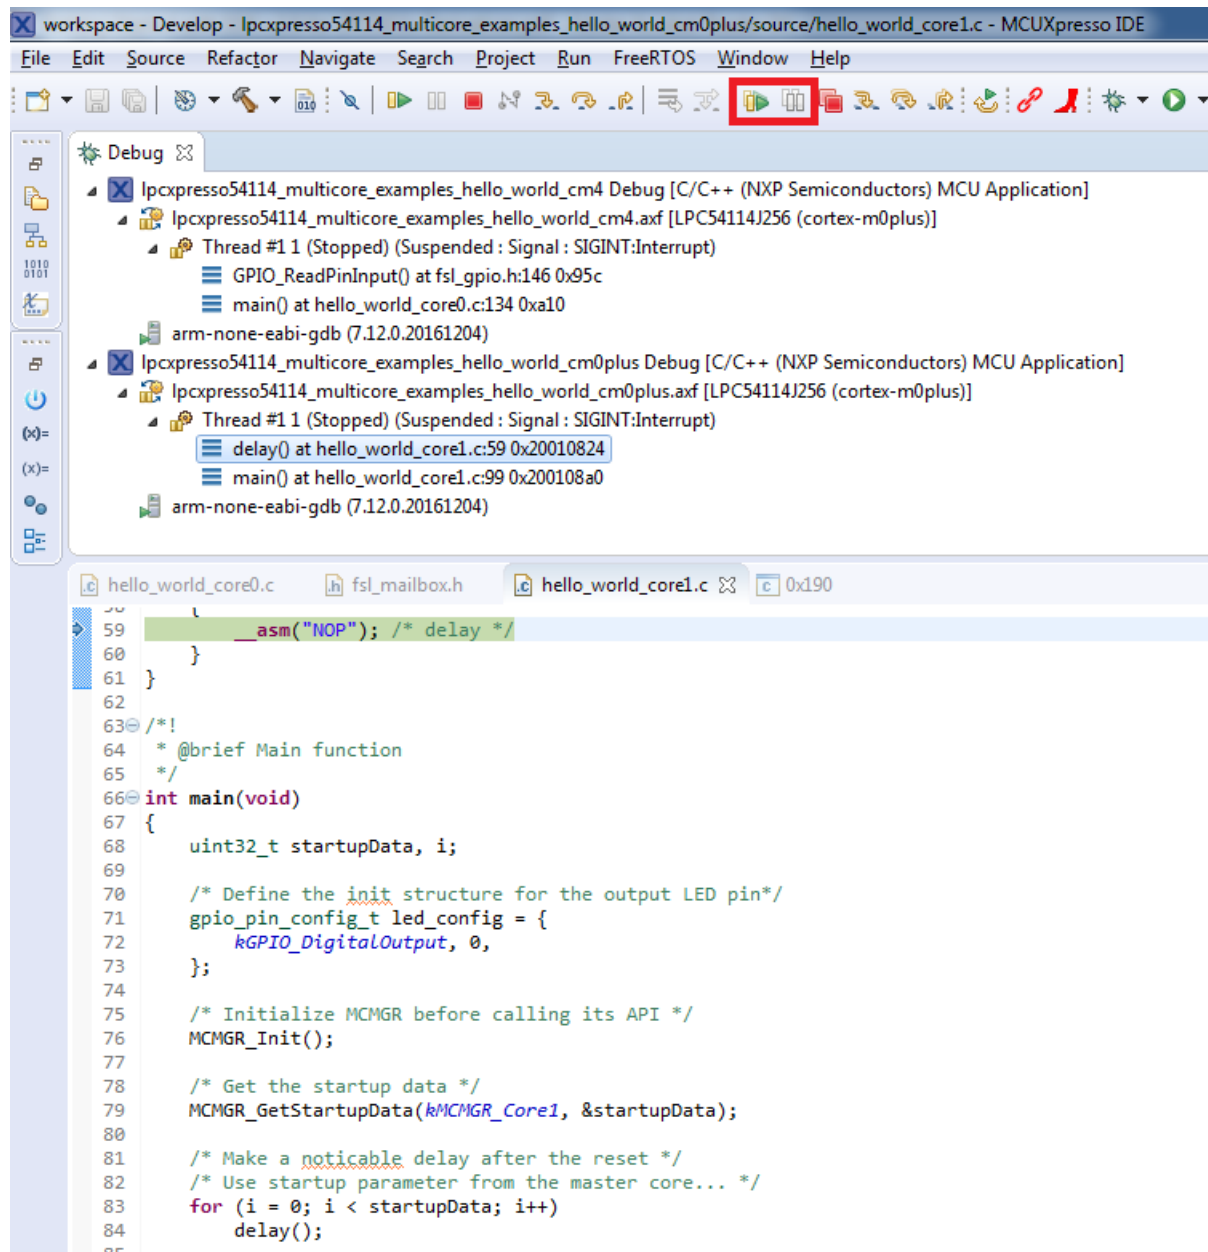 workspace - Develop - lpcxpresso54114_multicore_examples_hello_world_cm0plus/source/hello_world_core1.c - MCUXpresso IDE
File Edit Source Refactor Navigate Search Project Run FreeRTOS Window Help
Debug
lpcxpresso54114_multicore_examples_hello_world_cm4 Debug [C/C++ (NXP Semiconductors) MCU Application]
lpcxpresso54114_multicore_examples_hello_world_cm4.axf [LPC54114J256 (cortex-m0plus)]
Thread #1 1 (Stopped) (Suspended : Signal : SIGINT:Interrupt)
GPIO_ReadPinInput() at fsl_gpio.h:146 0x95c
main() at hello_world_core0.c:134 0xa10
arm-none-eabi-gdb (7.12.0.20161204)
lpcxpresso54114_multicore_examples_hello_world_cm0plus Debug [C/C++ (NXP Semiconductors) MCU Application]
lpcxpresso54114_multicore_examples_hello_world_cm0plus.axf [LPC54114J256 (cortex-m0plus)]
Thread #1 1 (Stopped) (Suspended : Signal : SIGINT:Interrupt)
delay() at hello_world_core1.c:59 0x20010824
main() at hello_world_core1.c:99 0x200108a0
arm-none-eabi-gdb (7.12.0.20161204)
hello_world_core0.c fsl_mailbox.h hello_world_core1.c 0x190
58 {
59 __asm("NOP"); /* delay */
60 }
61 }
62
63 /*!
64 * @brief Main function
65 */
66 int main(void)
67 {
68 uint32_t startupData, i;
69
70 /* Define the init structure for the output LED pin*/
71 gpio_pin_config_t led_config = {
72 kGPIO_DigitalOutput, 0,
73 };
74
75 /* Initialize MCMGR before calling its API */
76 MCMGR_Init();
77
78 /* Get the startup data */
79 MCMGR_GetStartupData(kMCMGR_Core1, &startupData);
80
81 /* Make a noticable delay after the reset */
82 /* Use startup parameter from the master core... */
83 for (i = 0; i < startupData; i++)
84 delay();